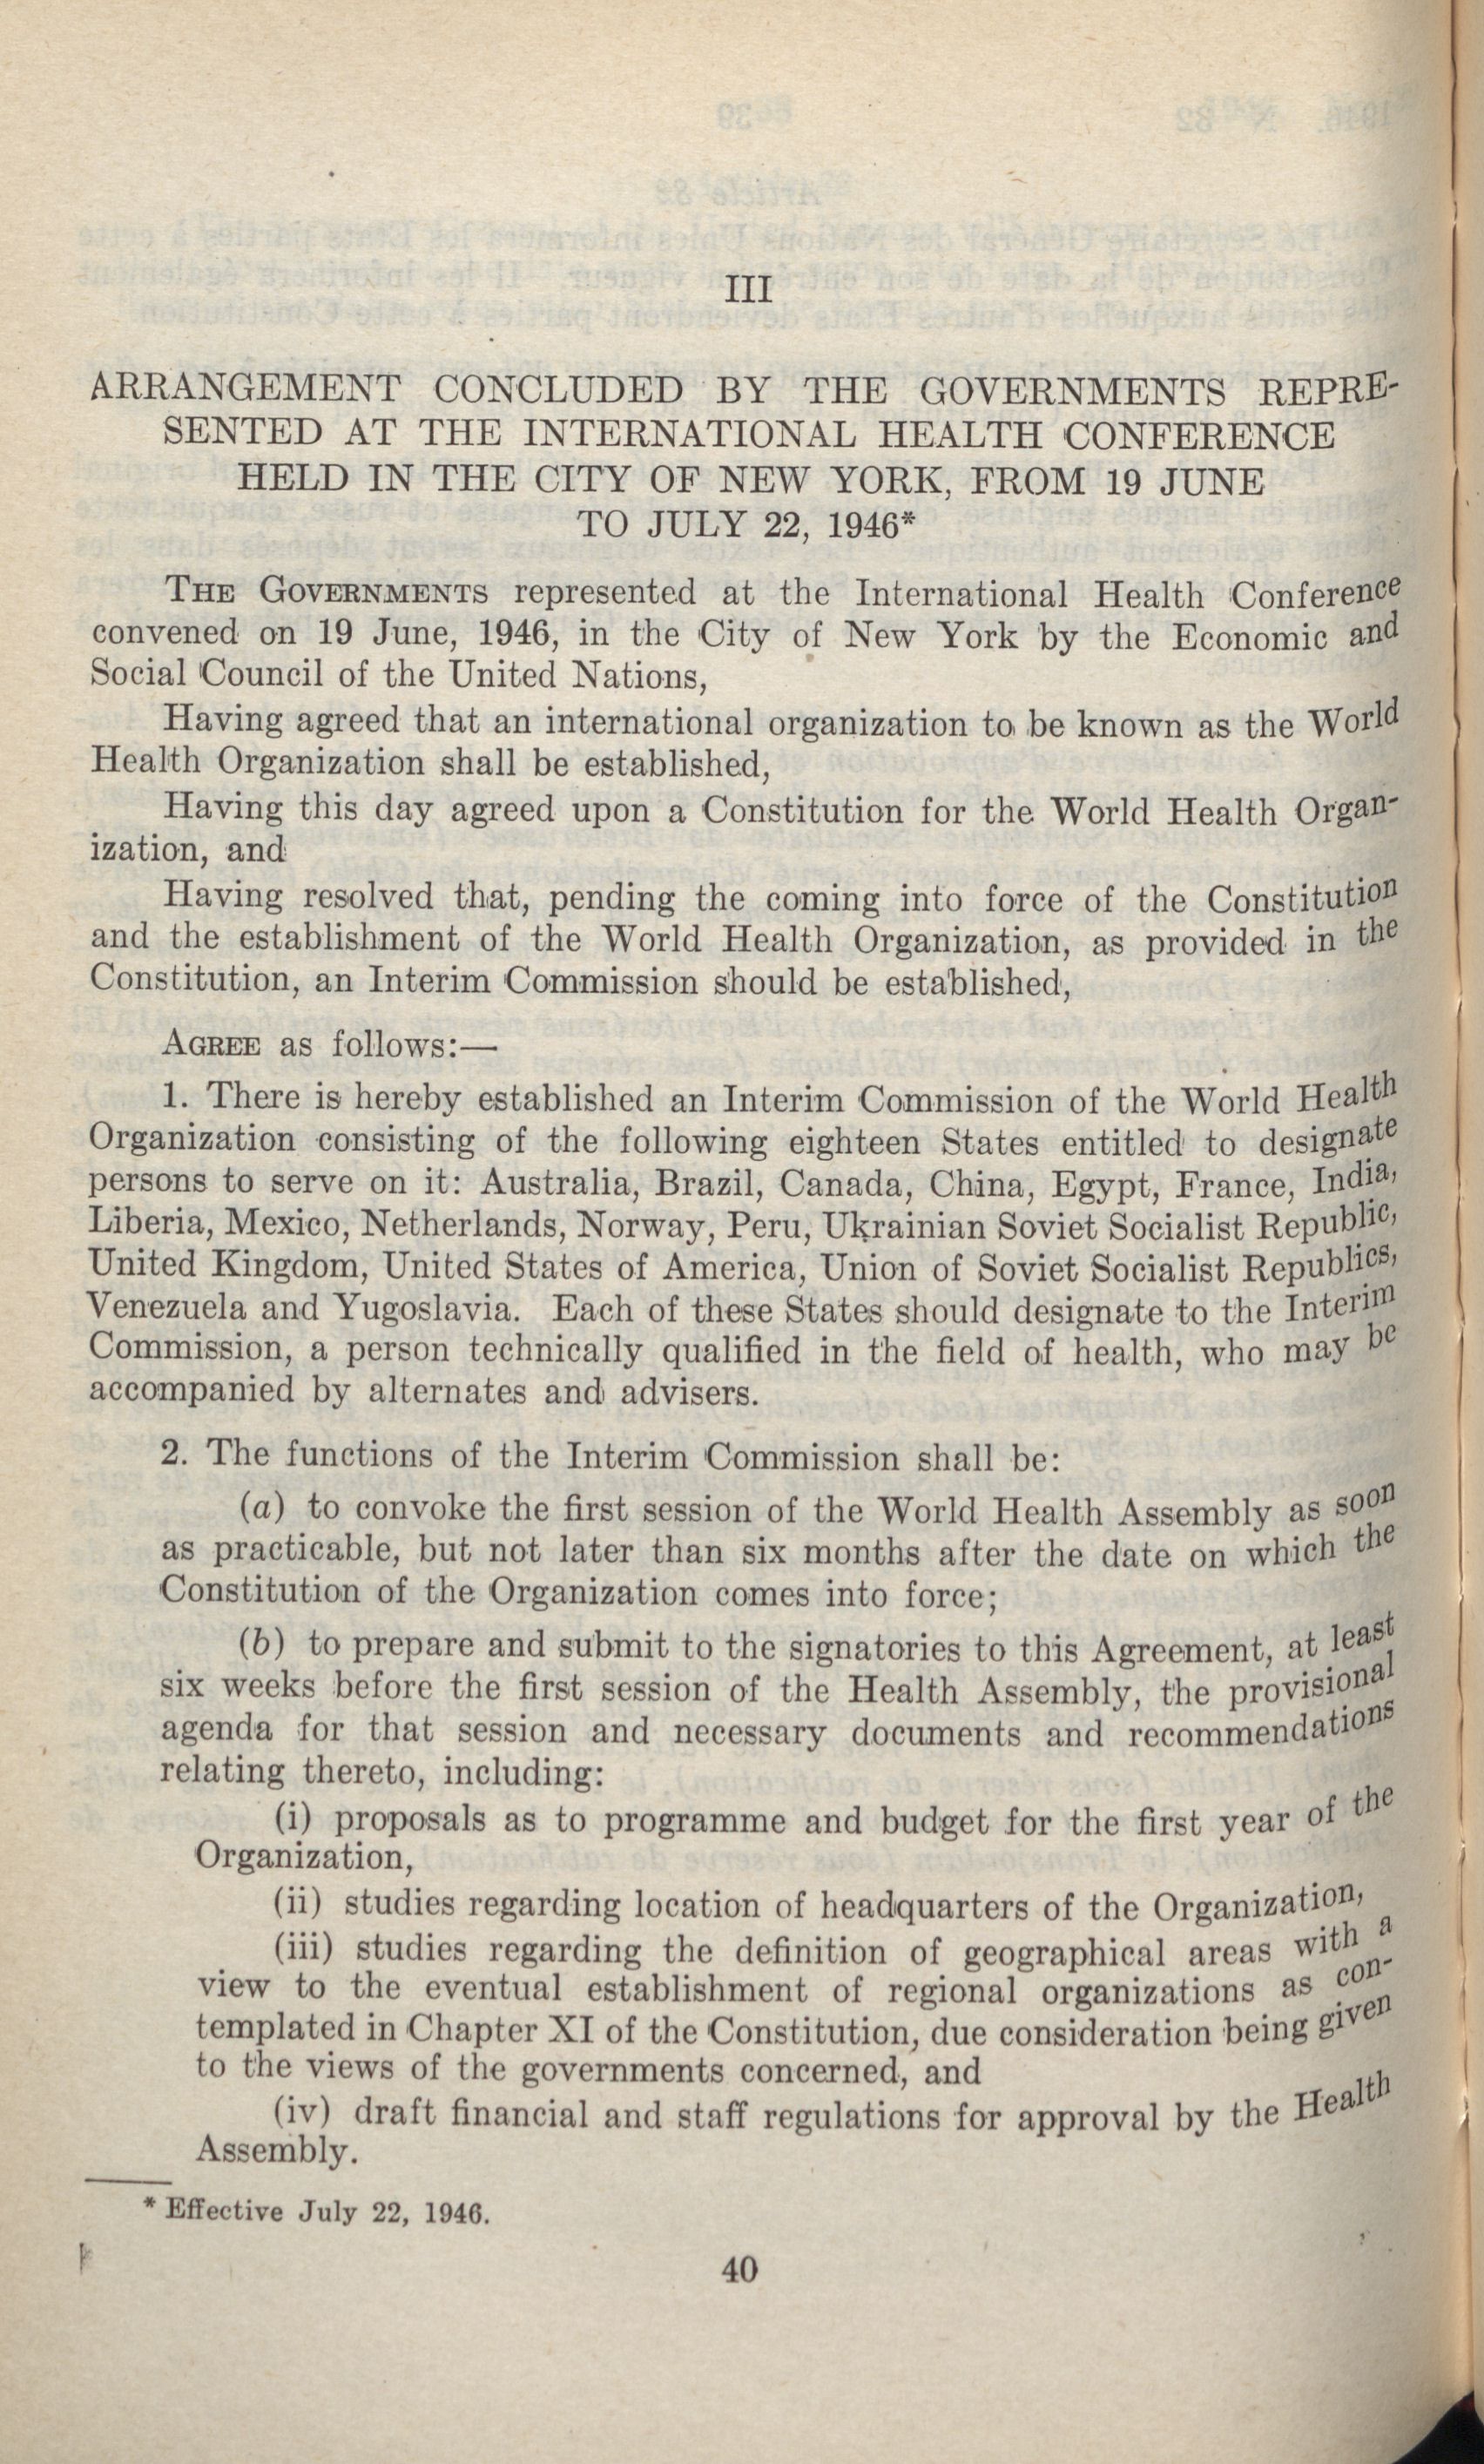 III
ARRANGEMENT CONCLUDED BY THE GOVERNMENTS REPRE-
SENTED AT THE INTERNATIONAL HEALTH CONFERENCE
HELD IN THE CITY OF NEW YORK, FROM 19 JUNE
TO JULY 22, 1946*
THE GOVERNMENTS represented at the International Health Conference
convened on 19 June, 1946, in the City of New York by the Economic and
Social Council of the United Nations,
Having agreed that an international organization to be known as the World
Health Organization shall be established,
Having this day agreed upon a Constitution for the World Health Organ-
ization, and
Having resolved that, pending the coming into force of the Constitution
and the establishment of the World Health Organization, as provided in the
Constitution, an Interim Commission should be established,
AGREE as follows:—
1. There is hereby established an Interim Commission of the World Health
Organization consisting of the following eighteen States entitled to designate
persons to serve on it: Australia, Brazil, Canada, China, Egypt, France, India,
Liberia, Mexico, Netherlands, Norway, Peru, Ukrainian Soviet Socialist Republic,
United Kingdom, United States of America, Union of Soviet Socialist Republics,
Venezuela and Yugoslavia. Each of these States should designate to the Interim
Commission, a person technically qualified in the field of health, who may be
accompanied by alternates and advisers.
2. The functions of the Interim Commission shall be:
(a) to convoke the first session of the World Health Assembly as soon
as practicable, but not later than six months after the date on which the
Constitution of the Organization comes into force;
(b) to prepare and submit to the signatories to this Agreement, at least
six weeks before the first session of the Health Assembly, the provisional
agenda for that session and necessary documents and recommendations
relating thereto, including:
(i) proposals as to programme and budget for the first year of the
Organization,
(ii) studies regarding location of headquarters of the Organization,
(iii) studies regarding the definition of geographical areas with a
view to the eventual establishment of regional organizations as con-
templated in Chapter XI of the Constitution, due consideration being given
to the views of the governments concerned, and
(iv) draft financial and staff regulations for approval by the Health
Assembly.
* Effective July 22, 1946.
40